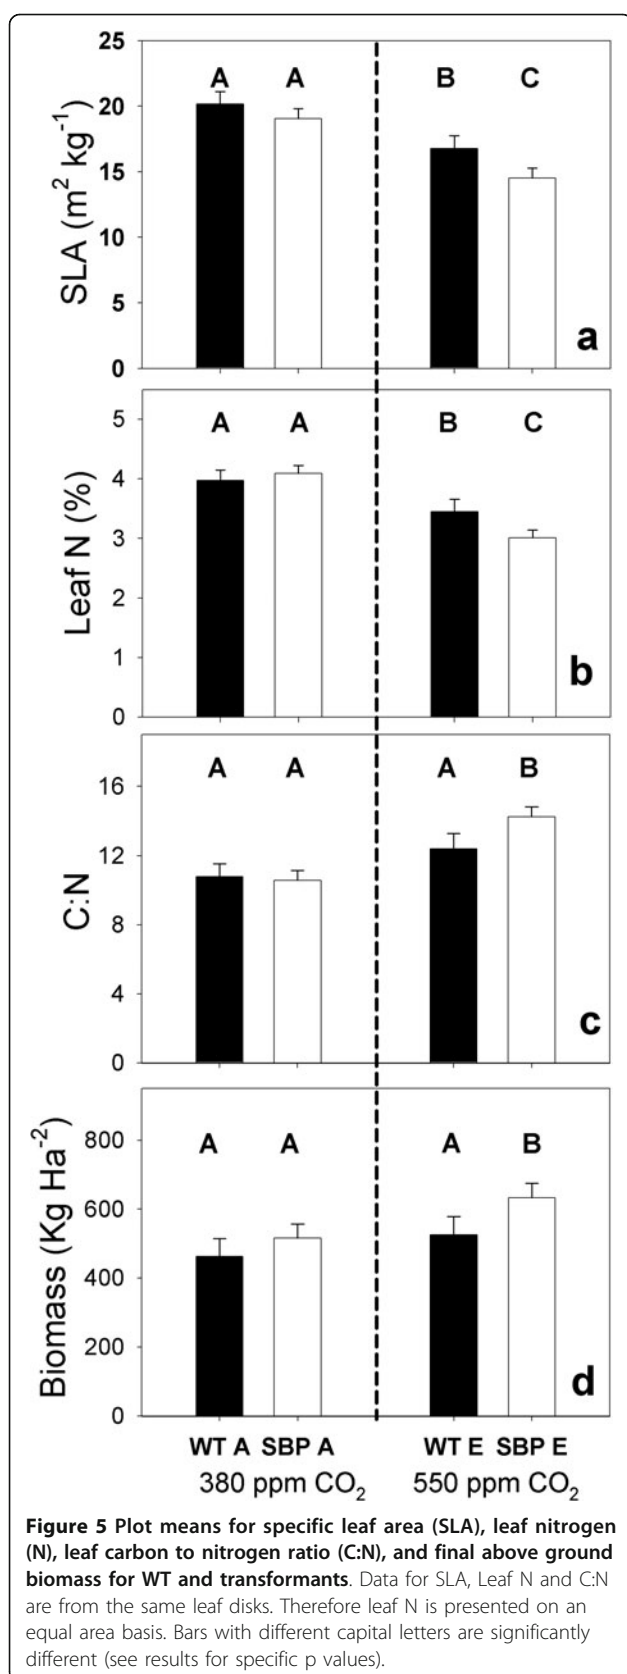 25
20
15
10
5
0
SLA (m² kg⁻¹)
A A B C
a
5
4
3
2
1
0
Leaf N (%)
A A B C
b
16
12
8
4
0
C:N
A A A B
c
800
600
400
200
0
Biomass (Kg Ha⁻²)
A A A B
d
WT A SBP A WT E SBP E
380 ppm CO₂ 550 ppm CO₂
Figure 5 Plot means for specific leaf area (SLA), leaf nitrogen
(N), leaf carbon to nitrogen ratio (C:N), and final above ground
biomass for WT and transformants. Data for SLA, Leaf N and C:N
are from the same leaf disks. Therefore leaf N is presented on an
equal area basis. Bars with different capital letters are significantly
different (see results for specific p values).